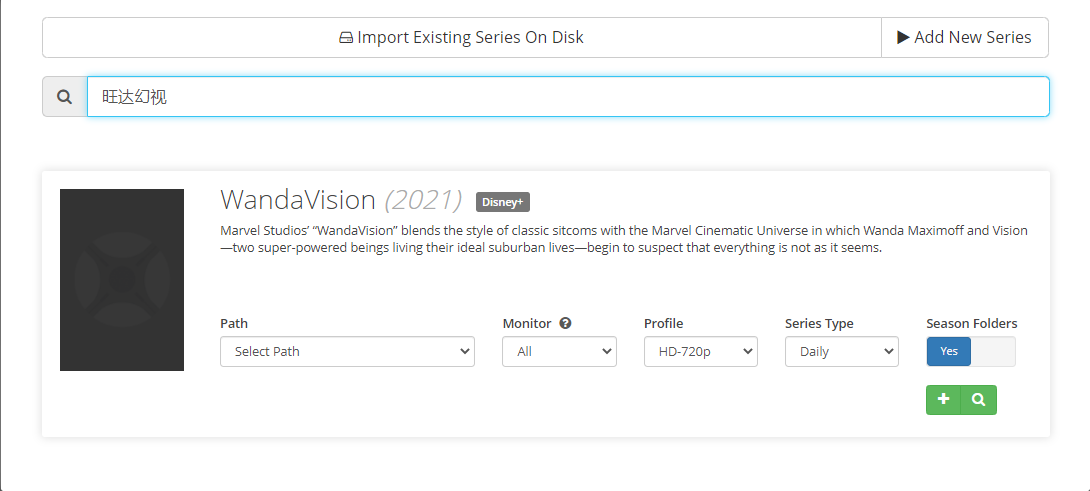 Import Existing Series On Disk
Add New Series
旺达幻视
WandaVision (2021) Disney+
Marvel Studios’ “WandaVision” blends the style of classic sitcoms with the Marvel Cinematic Universe in which Wanda Maximoff and Vision
—two super-powered beings living their ideal suburban lives—begin to suspect that everything is not as it seems.
Path
Monitor
Profile
Series Type
Season Folders
Select Path
All
HD-720p
Daily
Yes